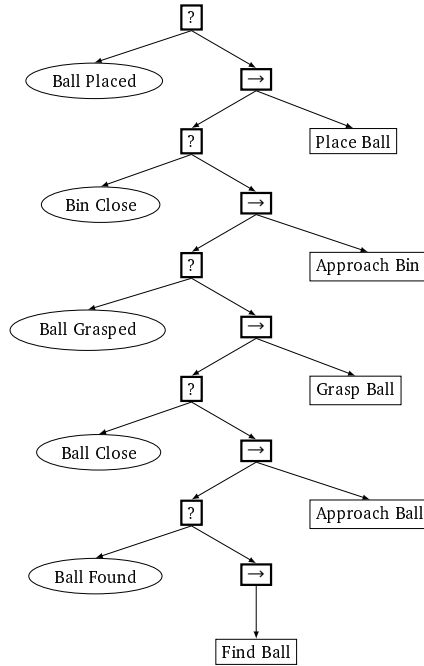 ?
Ball Placed
→
?
Place Ball
Bin Close
→
?
Approach Bin
Ball Grasped
→
?
Grasp Ball
Ball Close
→
?
Approach Ball
Ball Found
→
Find Ball